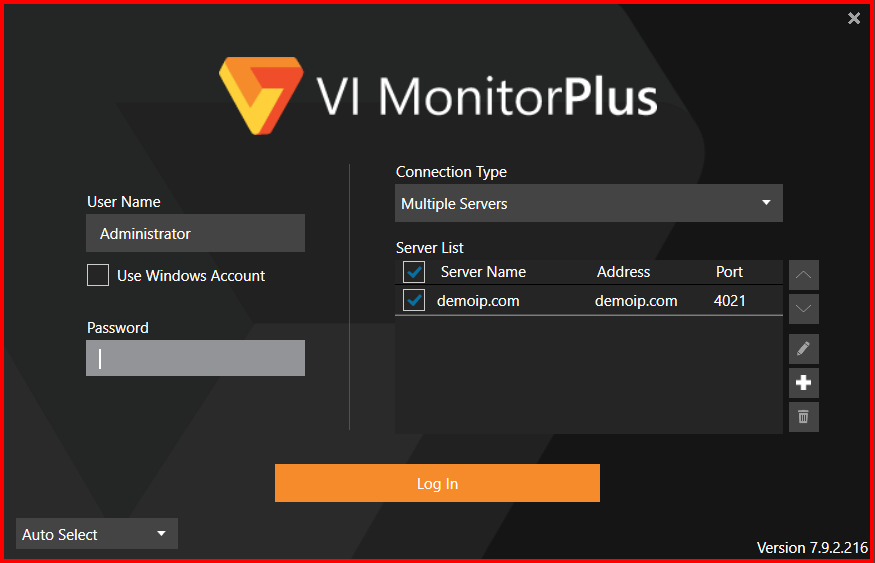 VI MonitorPlus
User Name
Administrator
Use Windows Account
Password
Connection Type
Multiple Servers
Server List
Server Name Address Port
demoip.com demoip.com 4021
Log In
Auto Select
Version 7.9.2.216